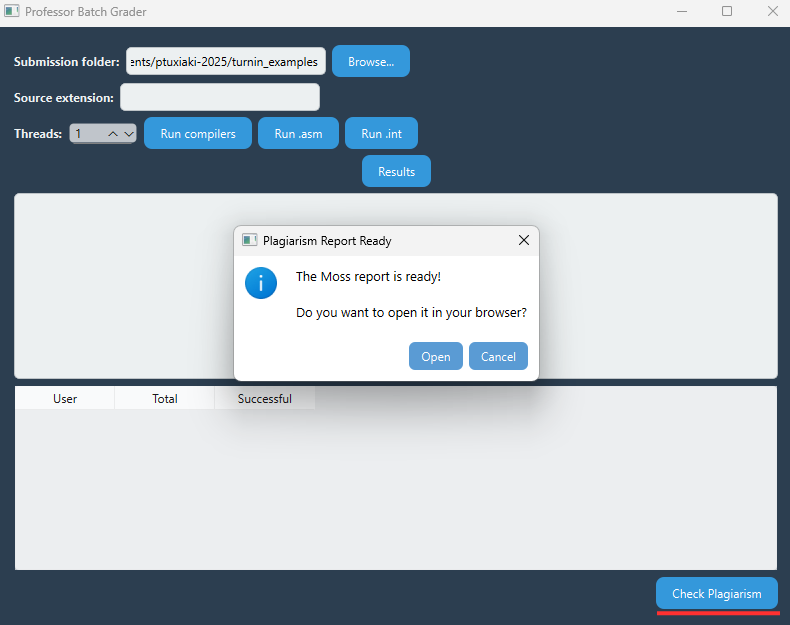 Professor Batch Grader
Submission folder: ents/ptuxiaki-2025/turnin_examples Browse...
Source extension:
Threads: 1 Run compilers Run .asm Run .int
Results
Plagiarism Report Ready
The Moss report is ready!
Do you want to open it in your browser?
Open Cancel
User Total Successful
Check Plagiarism